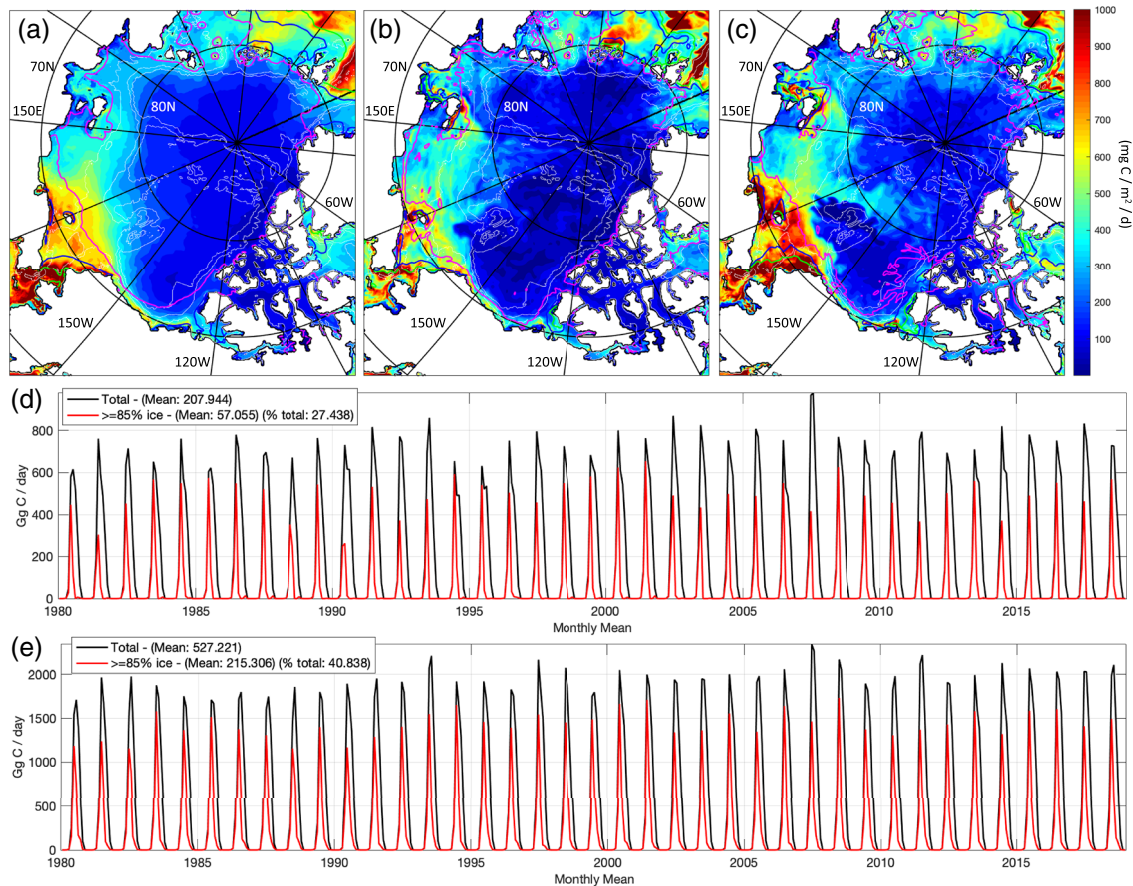 (a)
(b)
(c)
70N
150E
80N
60W
150W
120W
70N
150E
80N
60W
150W
120W
70N
150E
80N
60W
150W
120W
1000
900
800
700
600
500
400
300
200
100
(mg C / m² / d)
(d)
Total - (Mean: 207.944)
>=85% ice - (Mean: 57.055) (% total: 27.438)
Gg C / day
800
600
400
200
0
1980 1985 1990 1995 2000 2005 2010 2015
Monthly Mean
(e)
Total - (Mean: 527.221)
>=85% ice - (Mean: 215.306) (% total: 40.838)
Gg C / day
2000
1500
1000
500
0
1980 1985 1990 1995 2000 2005 2010 2015
Monthly Mean